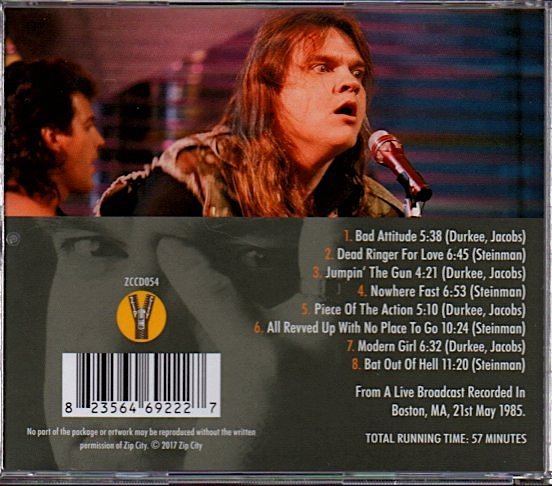 1. Bad Attitude 5:38 (Durkee, Jacobs)
2. Dead Ringer For Love 6:45 (Steinman)
3. Jumpin' The Gun 4:21 (Durkee, Jacobs)
4. Nowhere Fast 6:53 (Steinman)
5. Piece Of The Action 5:10 (Durkee, Jacobs)
6. All Revved Up With No Place To Go 10:24 (Steinman)
7. Modern Girl 6:32 (Durkee, Jacobs)
8. Bat Out Of Hell 11:20 (Steinman)
From A Live Broadcast Recorded In
Boston, MA, 21st May 1985.
TOTAL RUNNING TIME: 57 MINUTES
ZCCD054
8 23564 69222 7
No part of the package or artwork may be reproduced without the written
permission of Zip City. © 2017 Zip City